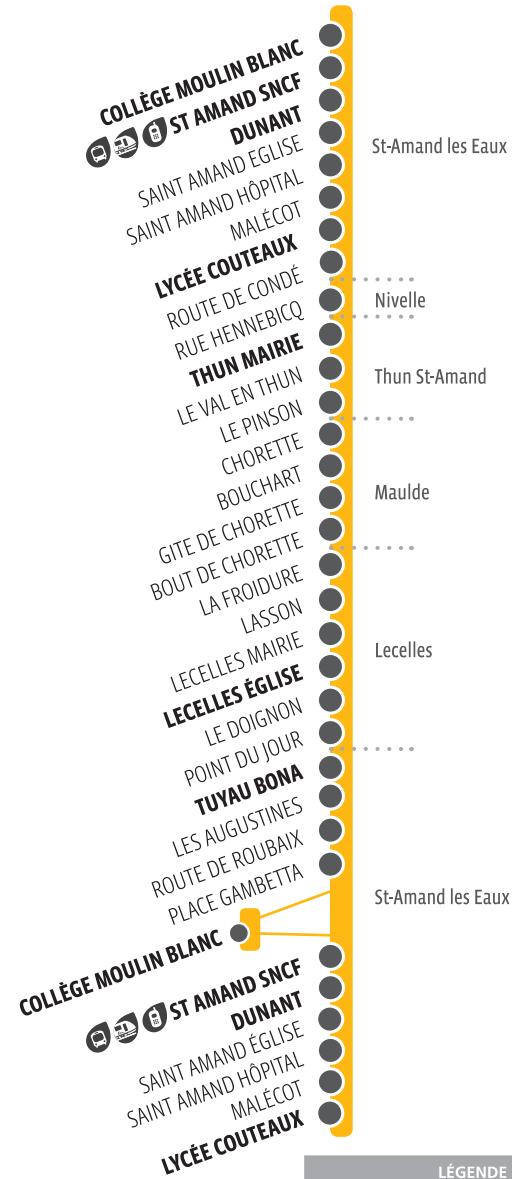 COLLÈGE MOULIN BLANC
ST AMAND SNCF
DUNANT
SAINT AMAND EGLISE
St-Amand les Eaux
SAINT AMAND HÔPITAL
MALÉCOT
LYCÉE COUTEAUX
ROUTE DE CONDÉ
Nivelle
RUE HENNEBICQ
THUN MAIRIE
LE VAL EN THUN
Thun St-Amand
LE PINSON
CHORETTE
BOUCHART
Maulde
GITE DE CHORETTE
BOUT DE CHORETTE
LA FROIDURE
LASSON
LECELLES MAIRIE
Lecelles
LECELLES ÉGLISE
LE DOIGNON
POINT DU JOUR
TUYAU BONA
LES AUGUSTINES
ROUTE DE ROUBAIX
PLACE GAMBETTA
St-Amand les Eaux
COLLÈGE MOULIN BLANC
ST AMAND SNCF
DUNANT
SAINT AMAND ÉGLISE
SAINT AMAND HÔPITAL
MALÉCOT
LYCÉE COUTEAUX
LÉGENDE